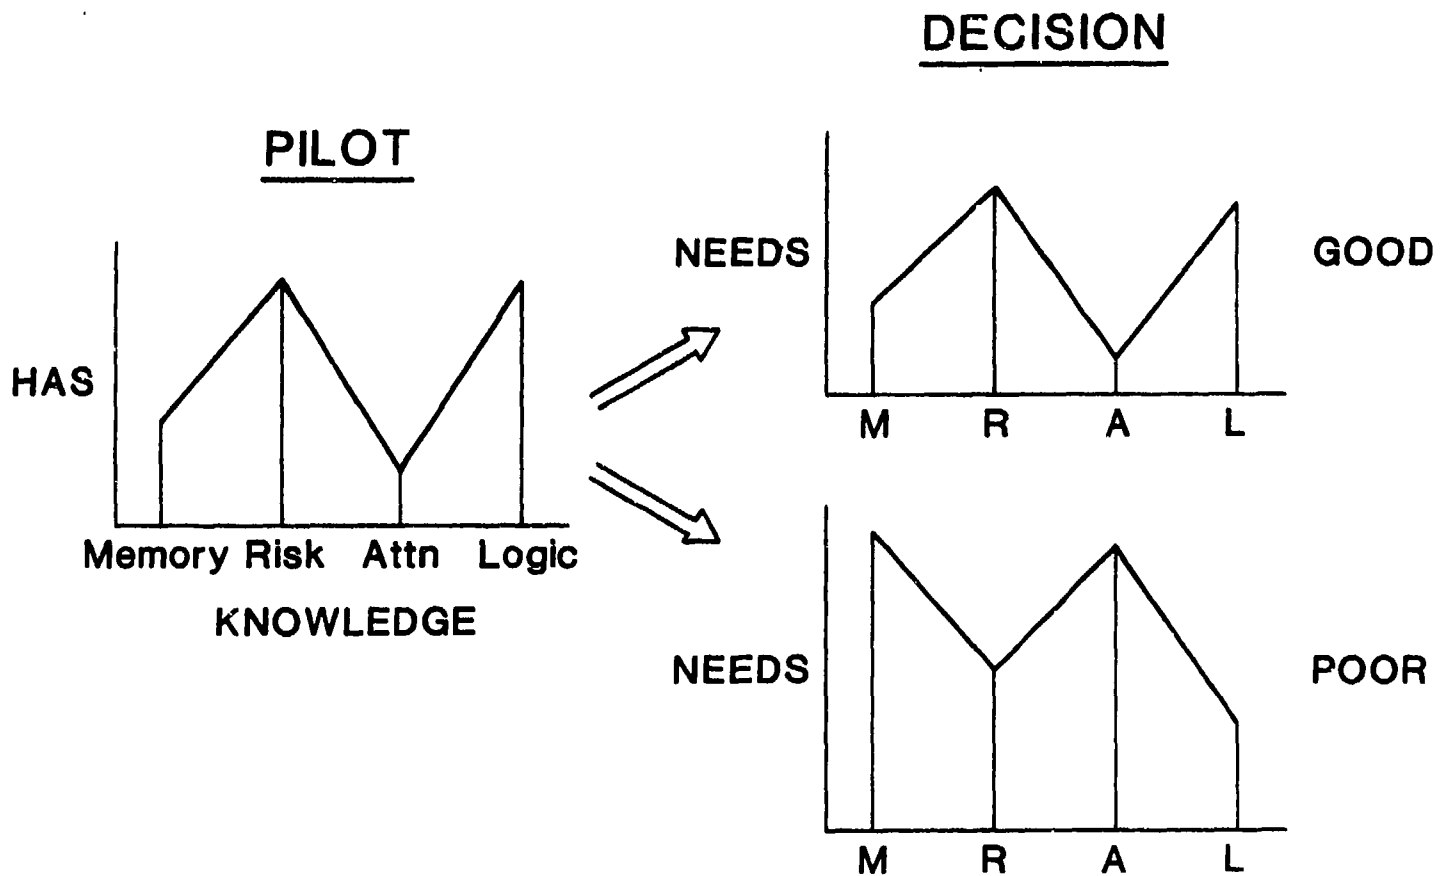 DECISION
PILOT
NEEDS
GOOD
HAS
M R A L
Memory Risk Attn Logic
KNOWLEDGE
NEEDS
POOR
M R A L